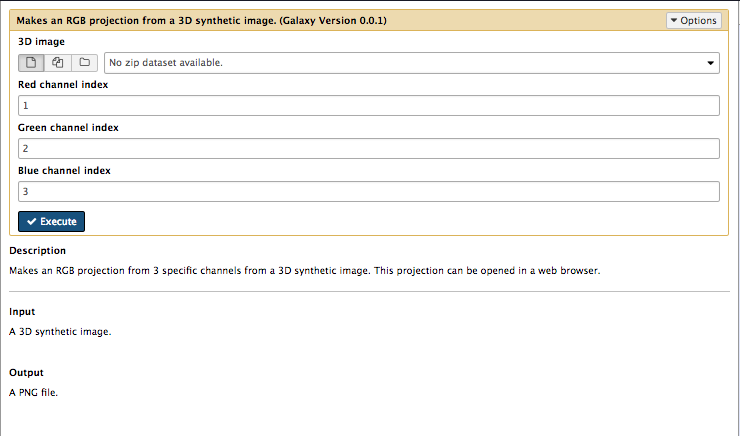 Makes an RGB projection from a 3D synthetic image. (Galaxy Version 0.0.1)
Options
3D image
No zip dataset available.
Red channel index
1
Green channel index
2
Blue channel index
3
Execute
Description
Makes an RGB projection from 3 specific channels from a 3D synthetic image. This projection can be opened in a web browser.
Input
A 3D synthetic image.
Output
A PNG file.